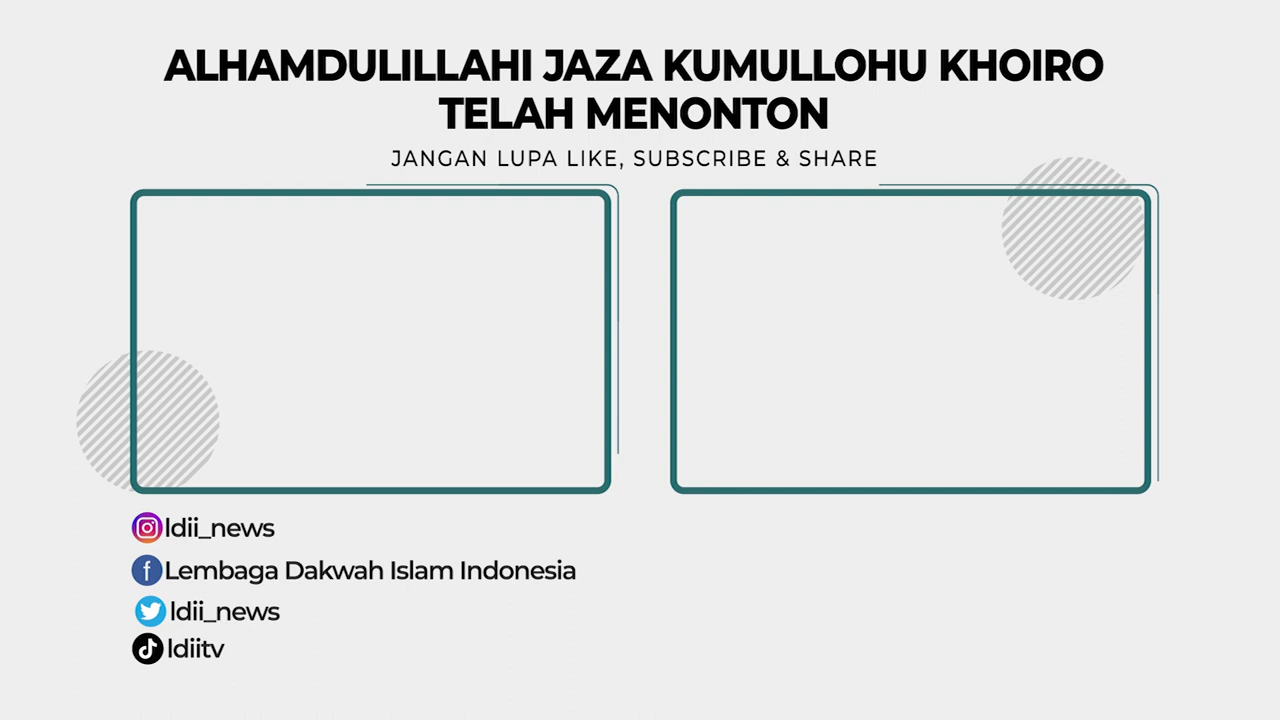 ALHAMDULILLAHI JAZA KUMULLOHU KHOIRO
TELAH MENONTON
JANGAN LUPA LIKE, SUBSCRIBE & SHARE
ldii_news
Lembaga Dakwah Islam Indonesia
ldii_news
ldiitv